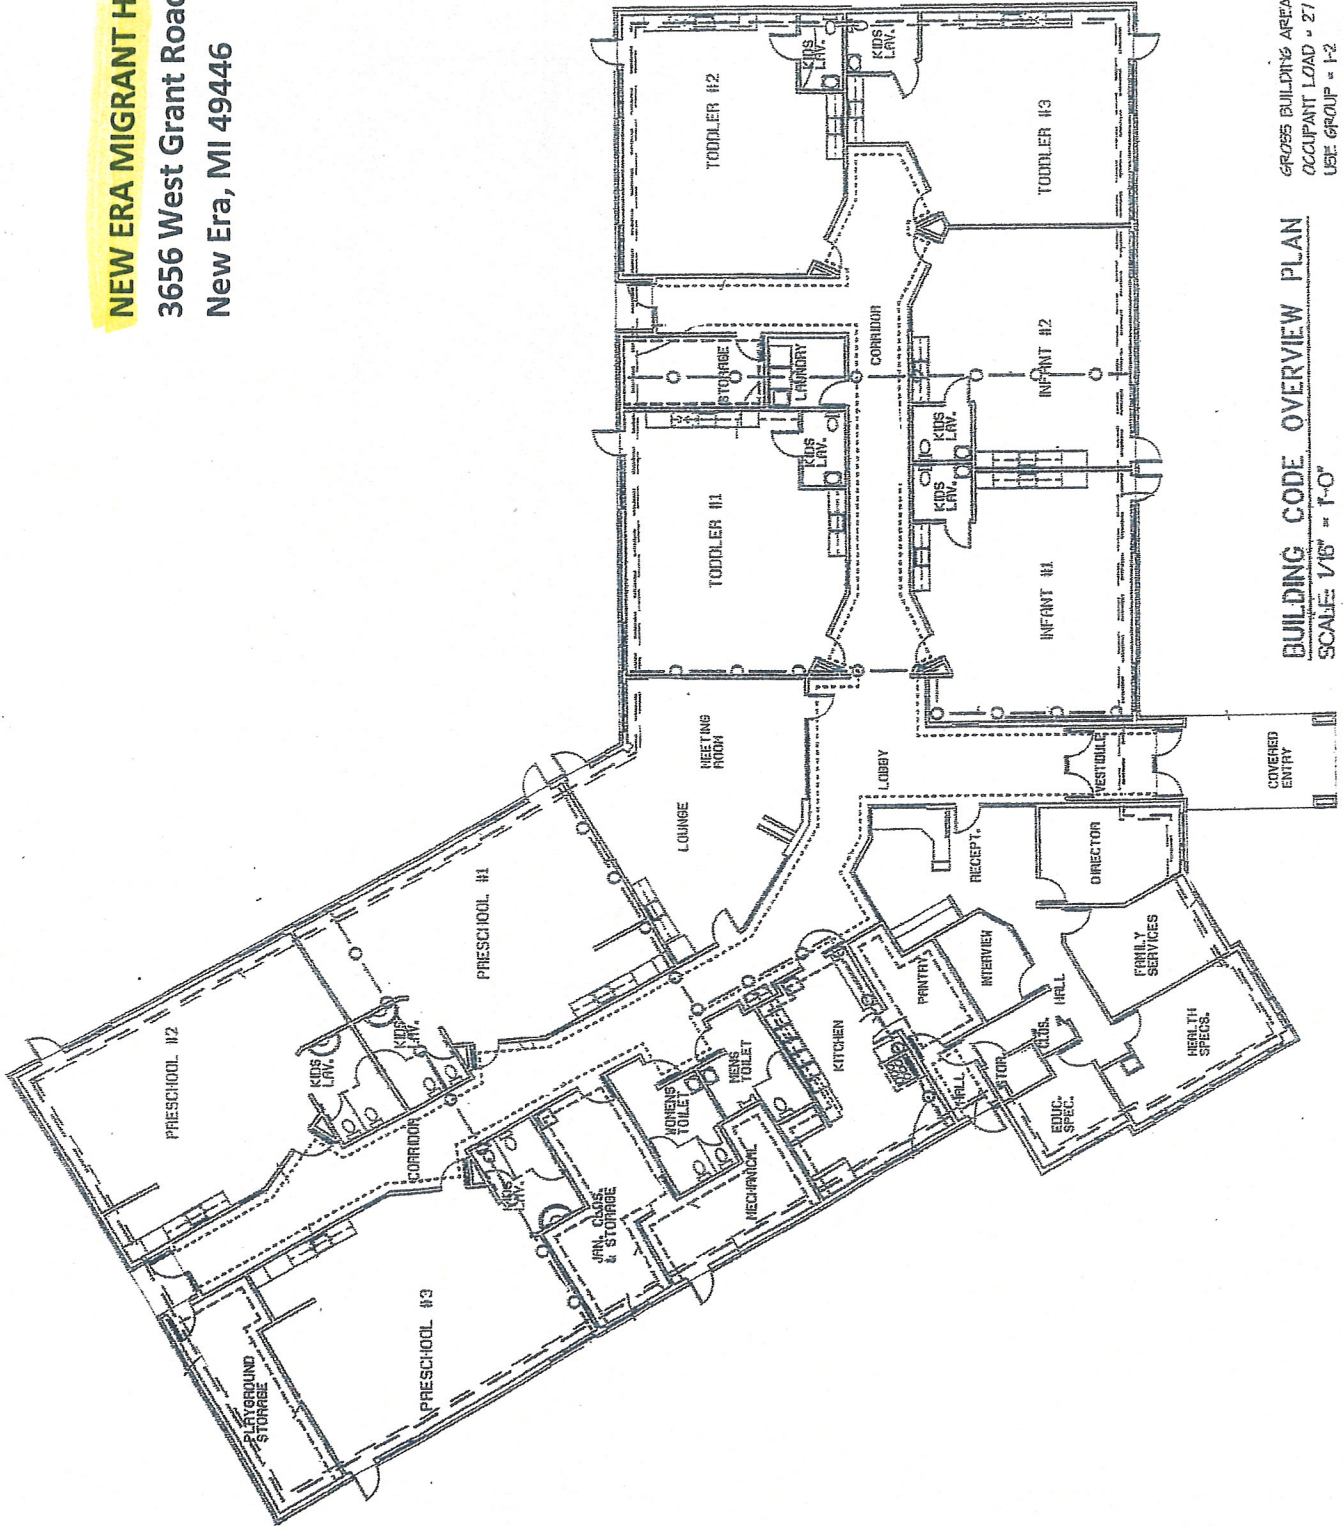 NEW ERA MIGRANT H
3656 West Grant Road
New Era, MI 49446
TODDLER #2
KIDS
LAV.
KIDS
LAV.
TODDLER #3
STORAGE
LAUNDRY
CORRIDOR
INFANT #2
KIDS
LAV.
KIDS
LAV.
KIDS
LAV.
TODDLER #1
INFANT #1
MEETING
ROOM
LOUNGE
LOBBY
VESTIBULE
COVERED
ENTRY
RECEPT.
DIRECTOR
PRESCHOOL #1
PRESCHOOL #2
KIDS
LAV.
KIDS
LAV.
CORRIDOR
WOMENS
TOILET
MENS
TOILET
KITCHEN
PANTRY
INTERVIEW
HALL
FAMILY
SERVICES
HALL
STOR.
CLOS.
HEALTH
SPECS.
EDUC.
SPEC.
MECHANICAL
JAN. CLOS.
& STORAGE
KIDS
LAV.
PRESCHOOL #3
PLAYGROUND
STORAGE
BUILDING CODE OVERVIEW PLAN
SCALE: 1/16" = 1'-0"
GROSS BUILDING AREA
OCCUPANT LOAD = 27
USE GROUP = I-2